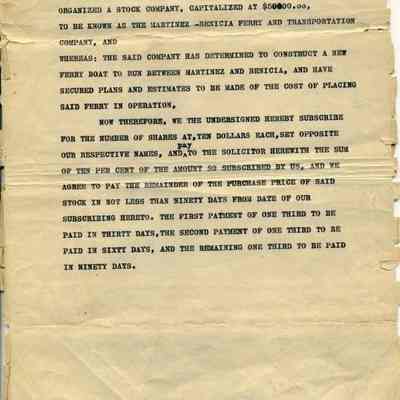 ORGANIZED A STOCK COMPANY, CAPITALIZED AT $50000.oo,
TO BE KNOWN AS THE MARTINEZ -BENICIA FERRY AND TRANSPORTATION
COMPANY, AND
WHEREAS: THE SAID COMPANY HAS DETERMINED TO CONSTRUCT A NEW
FERRY BOAT TO RUN BETWEEN MARTINEZ AND BENICIA, AND HAVE
SECURED PLANS AND ESTIMATES TO BE MADE OF THE COST OF PLACING
SAID FERRY IN OPERATION,
NOW THEREFORE, WE THE UNDERSIGNED HEREBY SUBSCRIBE
FOR THE NUMBER OF SHARES AT,TEN DOLLARS EACH,SET OPPOSITE
pay
OUR RESPECTIVE NAMES, AND,TO THE SOLICITOR HEREWITH THE SUM
OF TEN PER CENT OF THE AMOUNT SO SUBSCRIBED BY US, AND WE
AGREE TO PAY THE REMAINDER OF THE PURCHASE PRICE OF SAID
STOCK IN NOT LESS THAN NINETY DAYS FROM DATE OF OUR
SUBSCRIBING HERETO. THE FIRST PAYMENT OF ONE THIRD TO BE
PAID IN THIRTY DAYS,THE SECOND PAYMENT OF ONE THIRD TO BE
PAID IN SIXTY DAYS, AND THE REMAINING ONE THIRD TO BE PAID
IN NINETY DAYS.